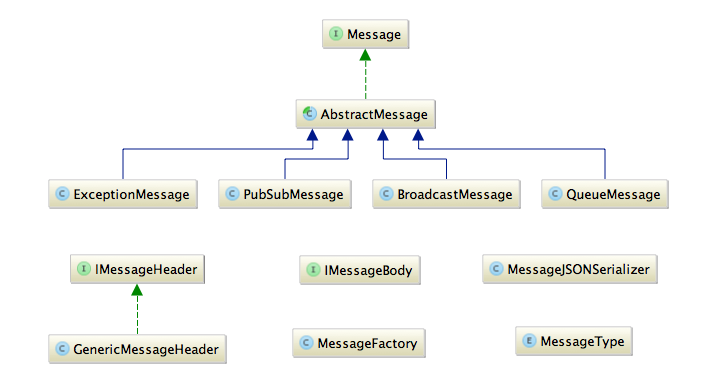 I Message
C AbstractMessage
C ExceptionMessage
C PubSubMessage
C BroadcastMessage
C QueueMessage
I IMessageHeader
I IMessageBody
C MessageJSONSerializer
C GenericMessageHeader
C MessageFactory
E MessageType